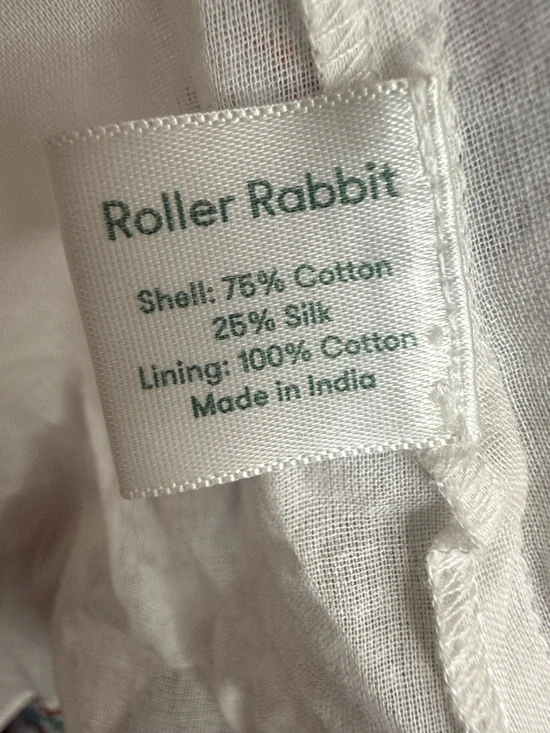 Roller Rabbit
Shell: 75% Cotton
25% Silk
Lining: 100% Cotton
Made in India